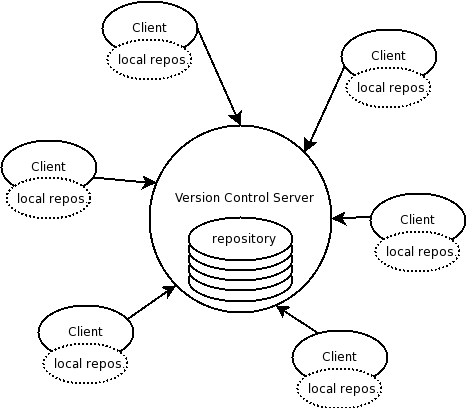 Client
local repos.
Client
local repos.
Client
local repos.
Version Control Server
repository
Client
local repos.
Client
local repos.
Client
local repos.